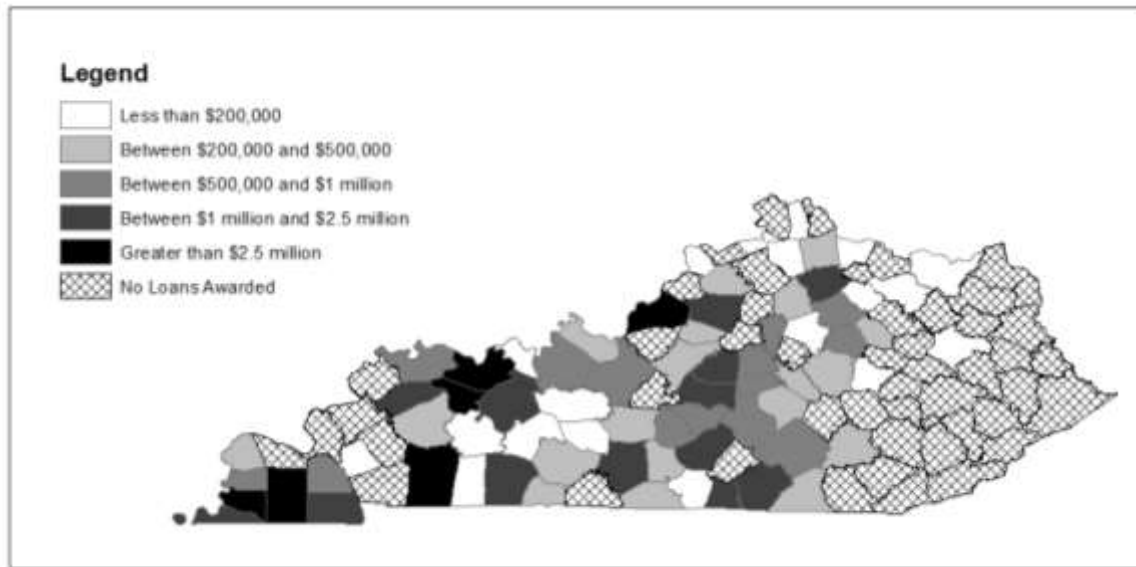 Legend
Less than $200,000
Between $200,000 and $500,000
Between $500,000 and $1 million
Between $1 million and $2.5 million
Greater than $2.5 million
No Loans Awarded